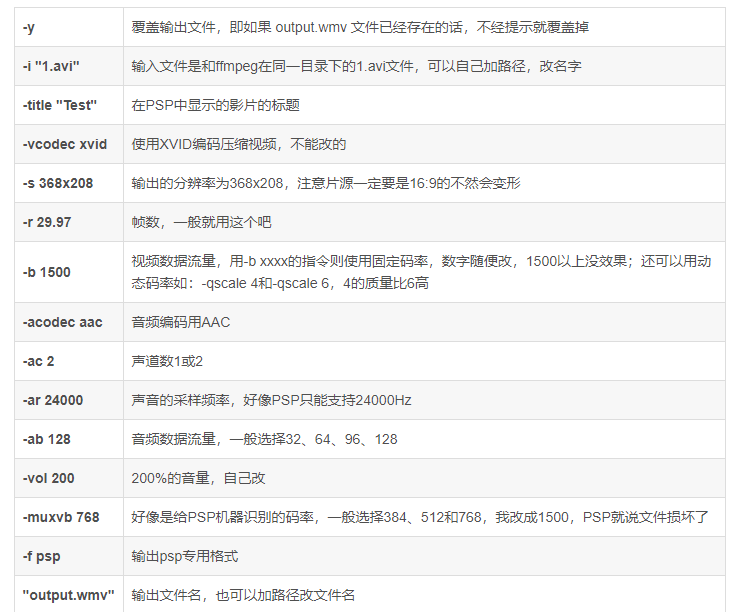 -y 覆盖输出文件，即如果 output.wmv 文件已经存在的话，不经提示就覆盖掉
-i "1.avi" 输入文件是和ffmpeg在同一目录下的1.avi文件，可以自己加路径，改名字
-title "Test" 在PSP中显示的影片的标题
-vcodec xvid 使用XVID编码压缩视频，不能改的
-s 368x208 输出的分辨率为368x208，注意片源一定要是16:9的不然会变形
-r 29.97 帧数，一般就用这个吧
-b 1500 视频数据流量，用-b xxxx的指令则使用固定码率，数字随便改，1500以上没效果；还可以用动
态码率如：-qscale 4和-qscale 6，4的质量比6高
-acodec aac 音频编码用AAC
-ac 2 声道数1或2
-ar 24000 声音的采样频率，好像PSP只能支持24000Hz
-ab 128 音频数据流量，一般选择32、64、96、128
-vol 200 200%的音量，自己改
-muxvb 768 好像是给PSP机器识别的码率，一般选择384、512和768，我改成1500，PSP就说文件损坏了
-f psp 输出psp专用格式
"output.wmv" 输出文件名，也可以加路径改文件名